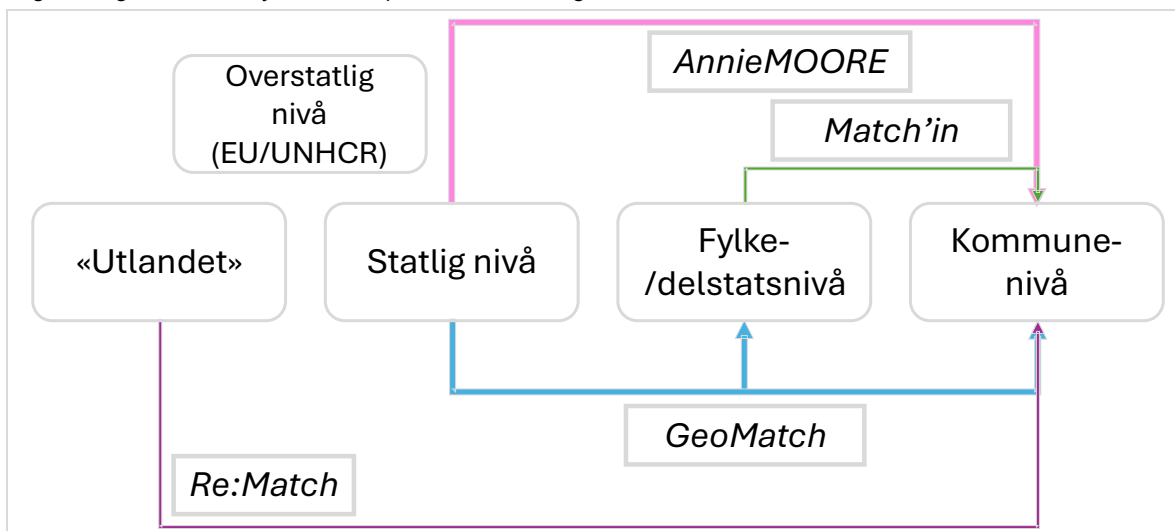 AnnieMOORE
Overstatlig
nivå
(EU/UNHCR)
Match’in
«Utlandet»
Statlig nivå
Fylke-
/delstatsnivå
Kommune-
nivå
GeoMatch
Re:Match